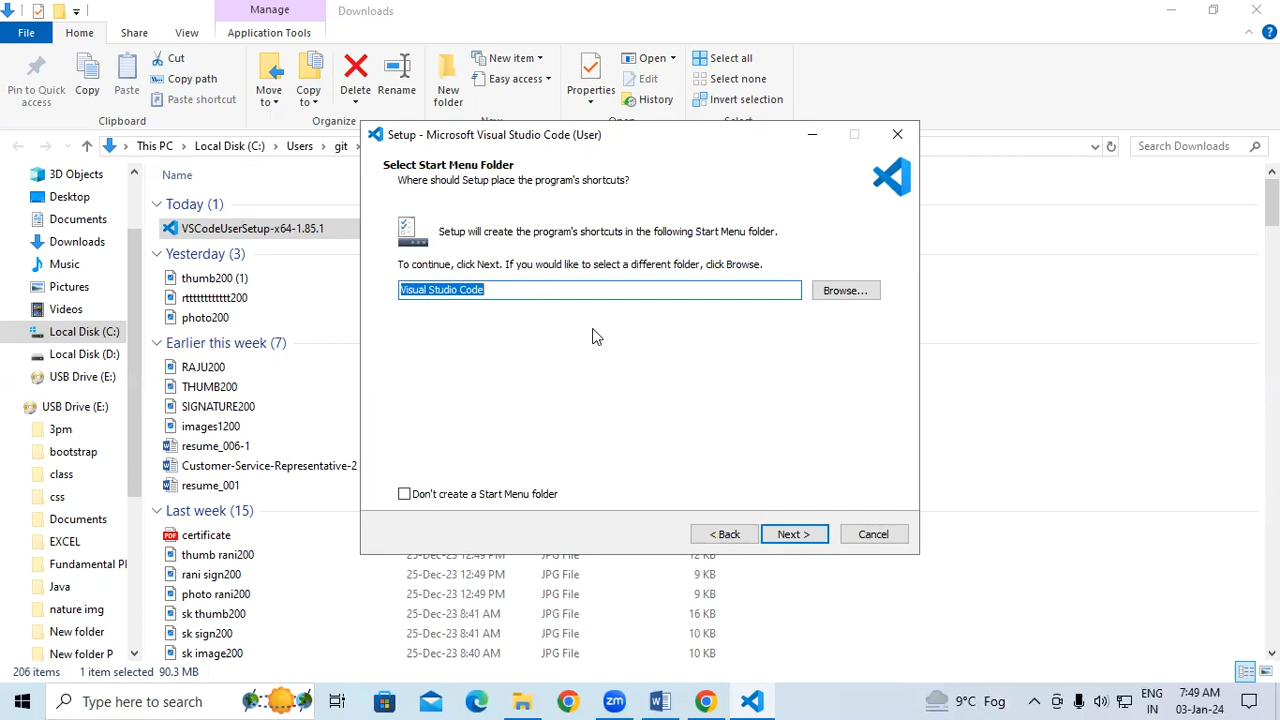 Manage
Downloads
File
Home
Share
View
Application Tools
Pin to Quick access
Copy
Paste
Cut
Copy path
Paste shortcut
Clipboard
Move to
Copy to
Delete
Rename
Organize
New folder
New item
Easy access
Properties
Open
Edit
History
Select all
Select none
Invert selection
This PC
Local Disk (C:)
Users
git
Search Downloads
3D Objects
Desktop
Documents
Downloads
Music
Pictures
Videos
Local Disk (C:)
Local Disk (D:)
USB Drive (E:)
USB Drive (E:)
3pm
bootstrap
class
css
Documents
EXCEL
Fundamental Pl
Java
nature img
New folder
New folder P
Name
Today (1)
VSCodeUserSetup-x64-1.85.1
Yesterday (3)
thumb200 (1)
rttttttttttttt200
photo200
Earlier this week (7)
RAJU200
THUMB200
SIGNATURE200
images1200
resume_006-1
Customer-Service-Representative-2
resume_001
Last week (15)
certificate
thumb rani200
rani sign200
25-Dec-23 12:49 PM JPG File 9 KB
photo rani200
25-Dec-23 12:49 PM JPG File 9 KB
sk thumb200
25-Dec-23 8:41 AM JPG File 16 KB
sk sign200
25-Dec-23 8:41 AM JPG File 10 KB
sk image200
25-Dec-23 8:40 AM JPG File 10 KB
Setup - Microsoft Visual Studio Code (User)
Select Start Menu Folder
Where should Setup place the program's shortcuts?
Setup will create the program's shortcuts in the following Start Menu folder.
To continue, click Next. If you would like to select a different folder, click Browse.
Visual Studio Code
Browse...
Don't create a Start Menu folder
< Back
Next >
Cancel
206 items
1 item selected 90.3 MB
Type here to search
zm
9°C Fog
ENG
IN
7:49 AM
03-Jan-24